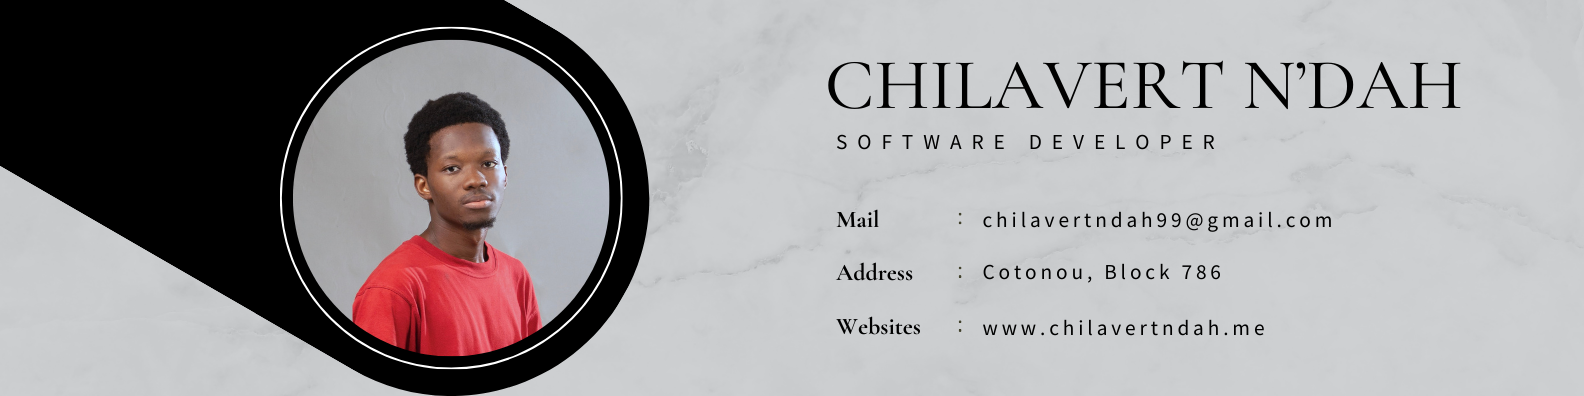 CHILAVERT N’DAH
SOFTWARE DEVELOPER
Mail : chilavertndah99@gmail.com
Address : Cotonou, Block 786
Websites : www.chilavertndah.me